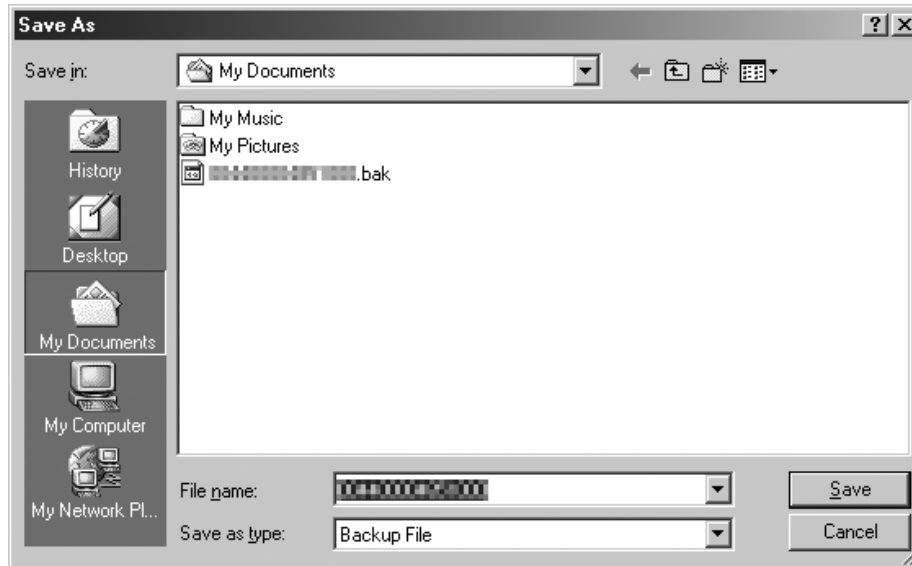 Save As
Save in:
My Documents
My Music
My Pictures
.bak
History
Desktop
My Documents
My Computer
My Network Pl...
File name:
Save
Save as type:
Backup File
Cancel